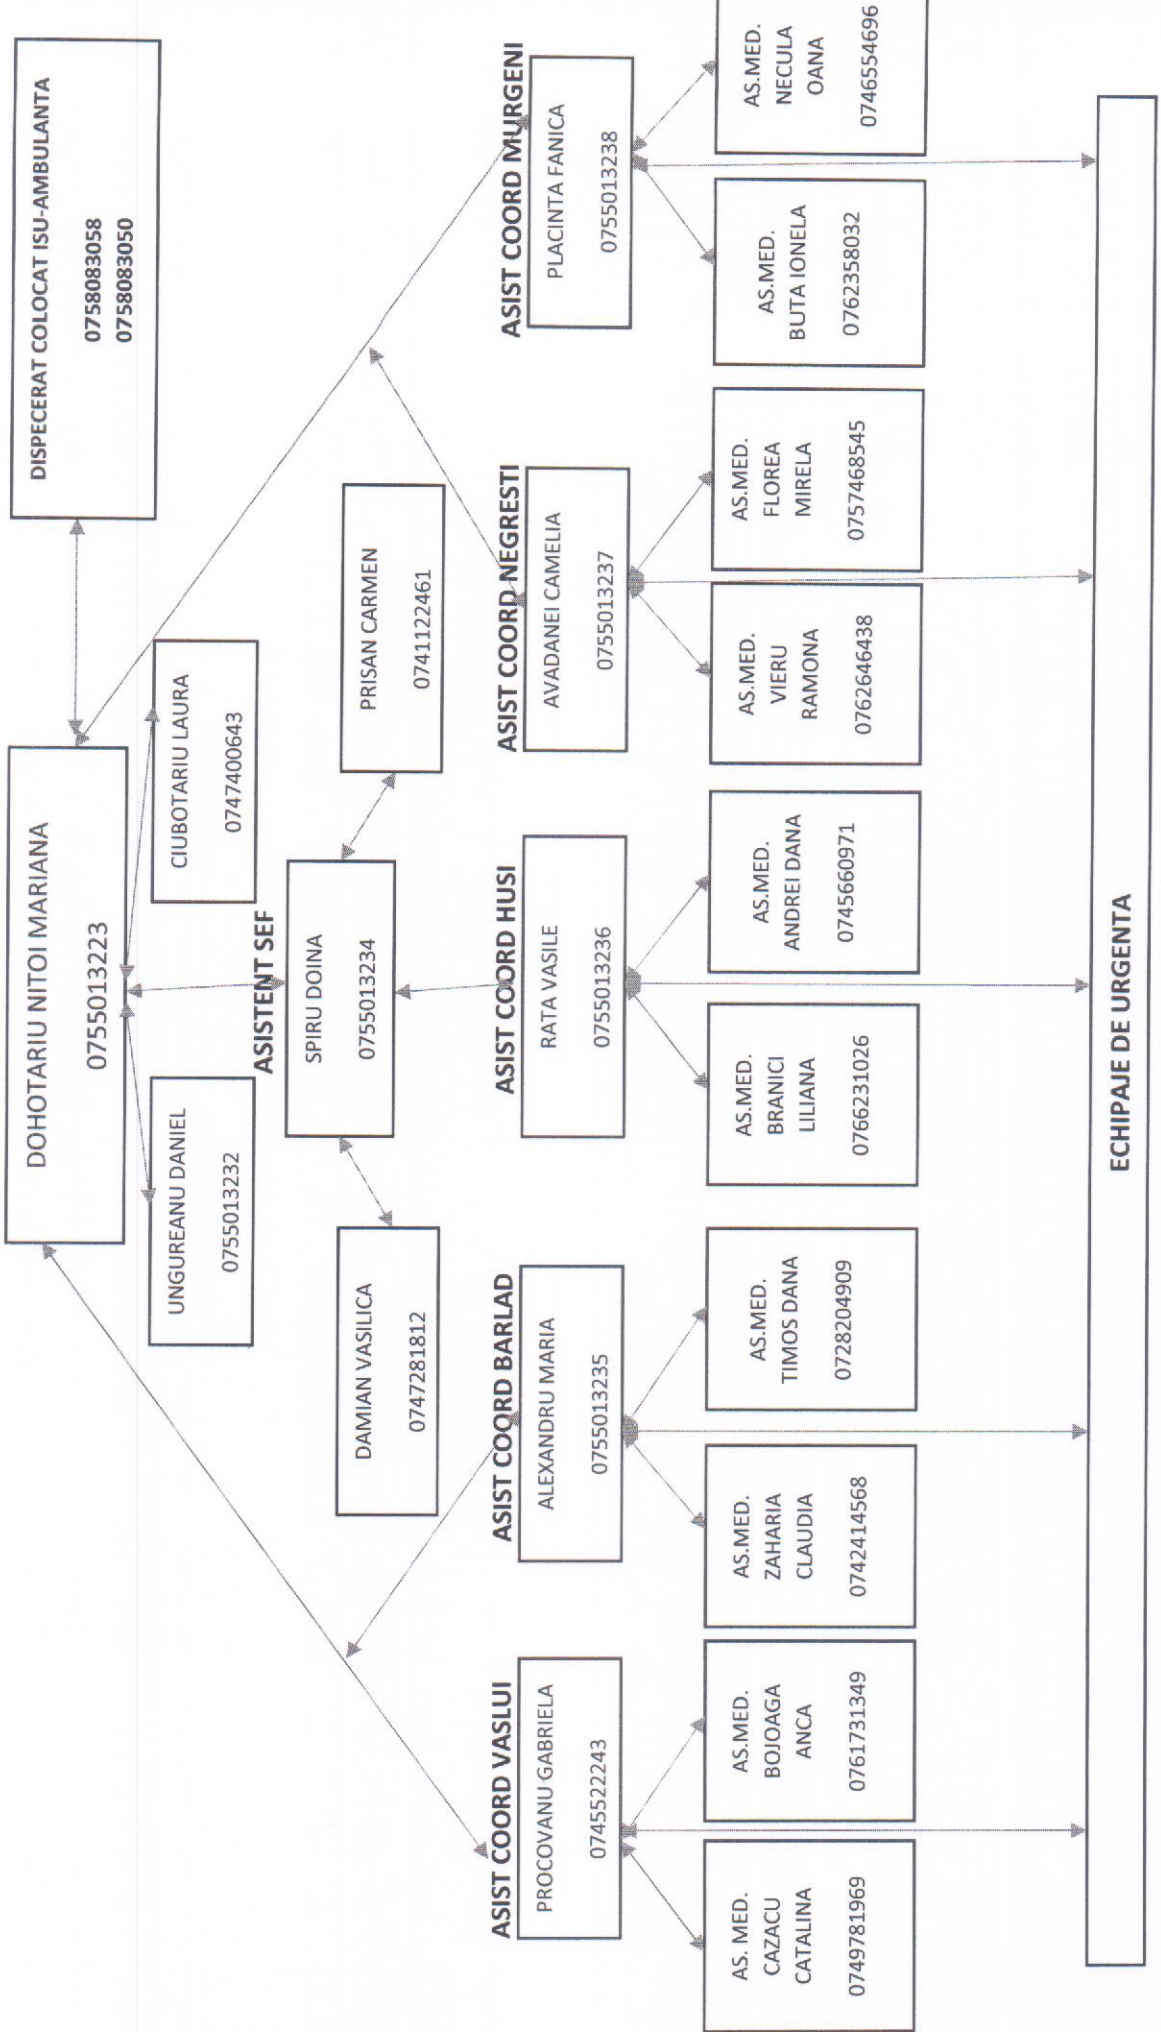 DISPECERAT COLOCAT ISU-AMBULANTA
0758083058
0758083050
DOHOTARIU NITOI MARIANA
0755013223
UNGUREANU DANIEL
0755013232
CIUBOTARIU LAURA
0747400643
ASISTENT SEF
SPIRU DOINA
0755013234
DAMIAN VASILICA
0747281812
PRISAN CARMEN
0741122461
ASIST COORD VASLUI
PROCOVANU GABRIELA
0745522243
ASIST COORD BARLAD
ALEXANDRU MARIA
0755013235
ASIST COORD HUSI
RATA VASILE
0755013236
ASIST COORD NEGRESTI
AVADANEI CAMELIA
0755013237
ASIST COORD MURGENI
PLACINTA FANICA
0755013238
AS. MED.
CAZACU
CATALINA
0749781969
AS.MED.
BOJOAGA
ANCA
0761731349
AS.MED.
ZAHARIA
CLAUDIA
0742414568
AS.MED.
TIMOS DANA
0728204909
AS.MED.
BRANICI
LILIANA
0766231026
AS.MED.
ANDREI DANA
0745660971
AS.MED.
VIERU
RAMONA
0762646438
AS.MED.
FLOREA
MIRELA
0757468545
AS.MED.
BUTA IONELA
0762358032
AS.MED.
NECULA
OANA
0746554696
ECHIPAJE DE URGENTA